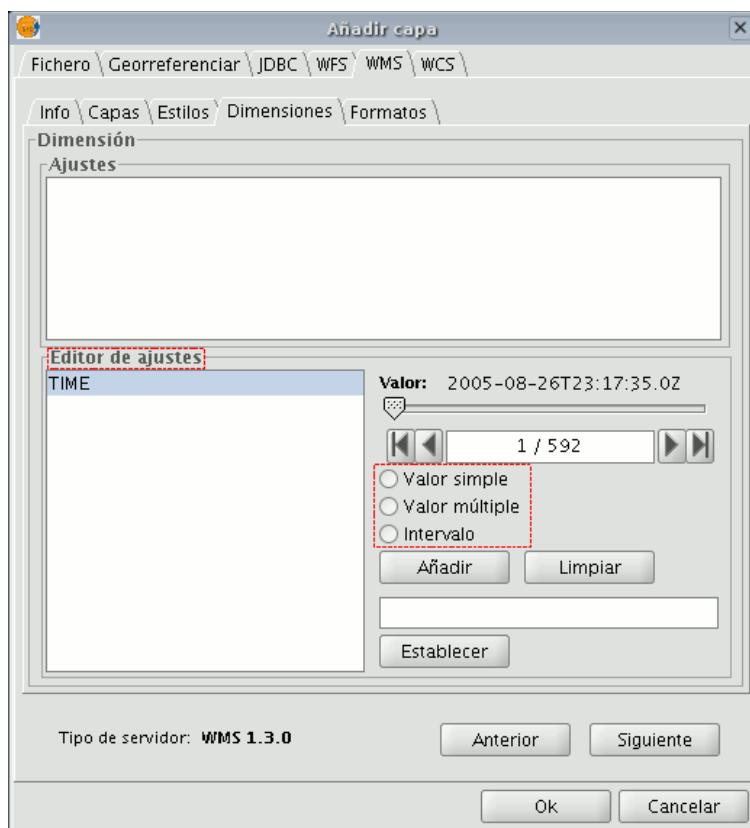 Añadir capa
Fichero Georreferenciar JDBC WFS WMS WCS
Info Capas Estilos Dimensiones Formatos
Dimensión
Ajustes
Editor de ajustes
TIME
Valor: 2005-08-26T23:17:35.0Z
1 / 592
Valor simple
Valor múltiple
Intervalo
Añadir Limpiar
Establecer
Tipo de servidor: WMS 1.3.0
Anterior Siguiente
Ok Cancelar